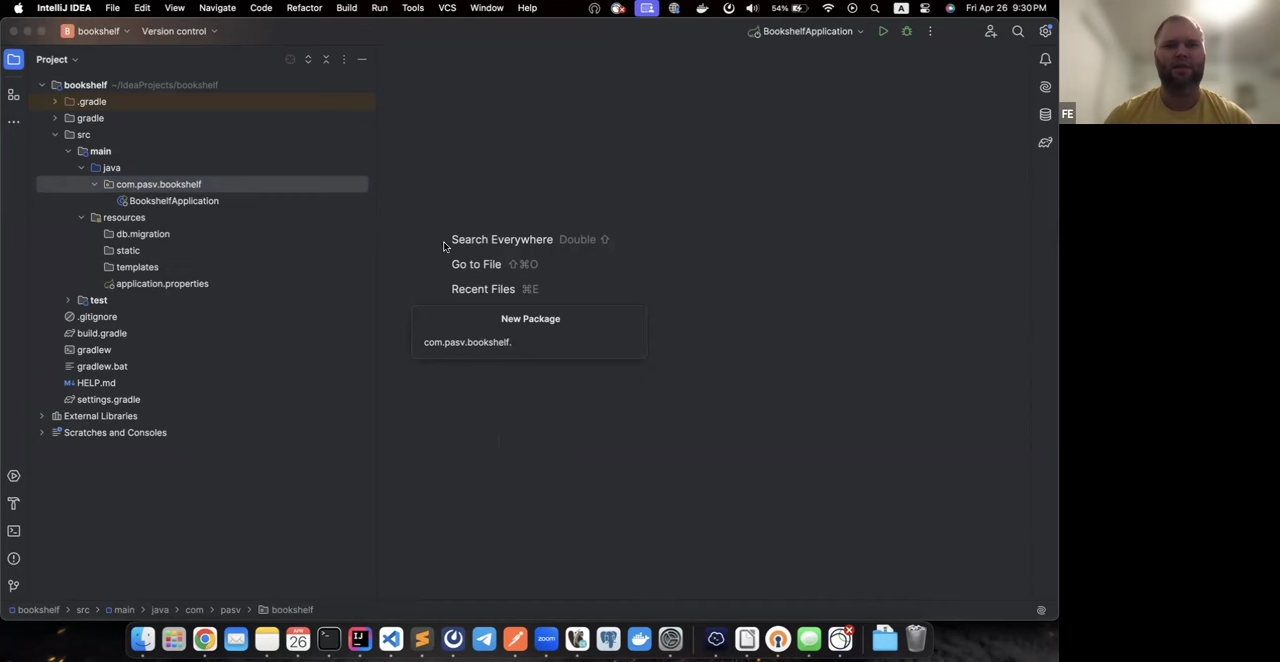 IntelliJ IDEA File Edit View Navigate Code Refactor Build Run Tools VCS Window Help 54% A Fri Apr 26 9:30 PM
B bookshelf Version control BookshelfApplication
Project
bookshelf ~/IdeaProjects/bookshelf
.gradle
gradle
src
main
java
com.pasv.bookshelf
BookshelfApplication
resources
db.migration
static
templates
application.properties
test
.gitignore
build.gradle
gradlew
gradlew.bat
M↓ HELP.md
settings.gradle
External Libraries
Scratches and Consoles
Search Everywhere Double ⇧
Go to File ⇧⌘O
Recent Files ⌘E
New Package
com.pasv.bookshelf.
bookshelf > src > main > java > com > pasv > bookshelf
APR
26
zoom
FE